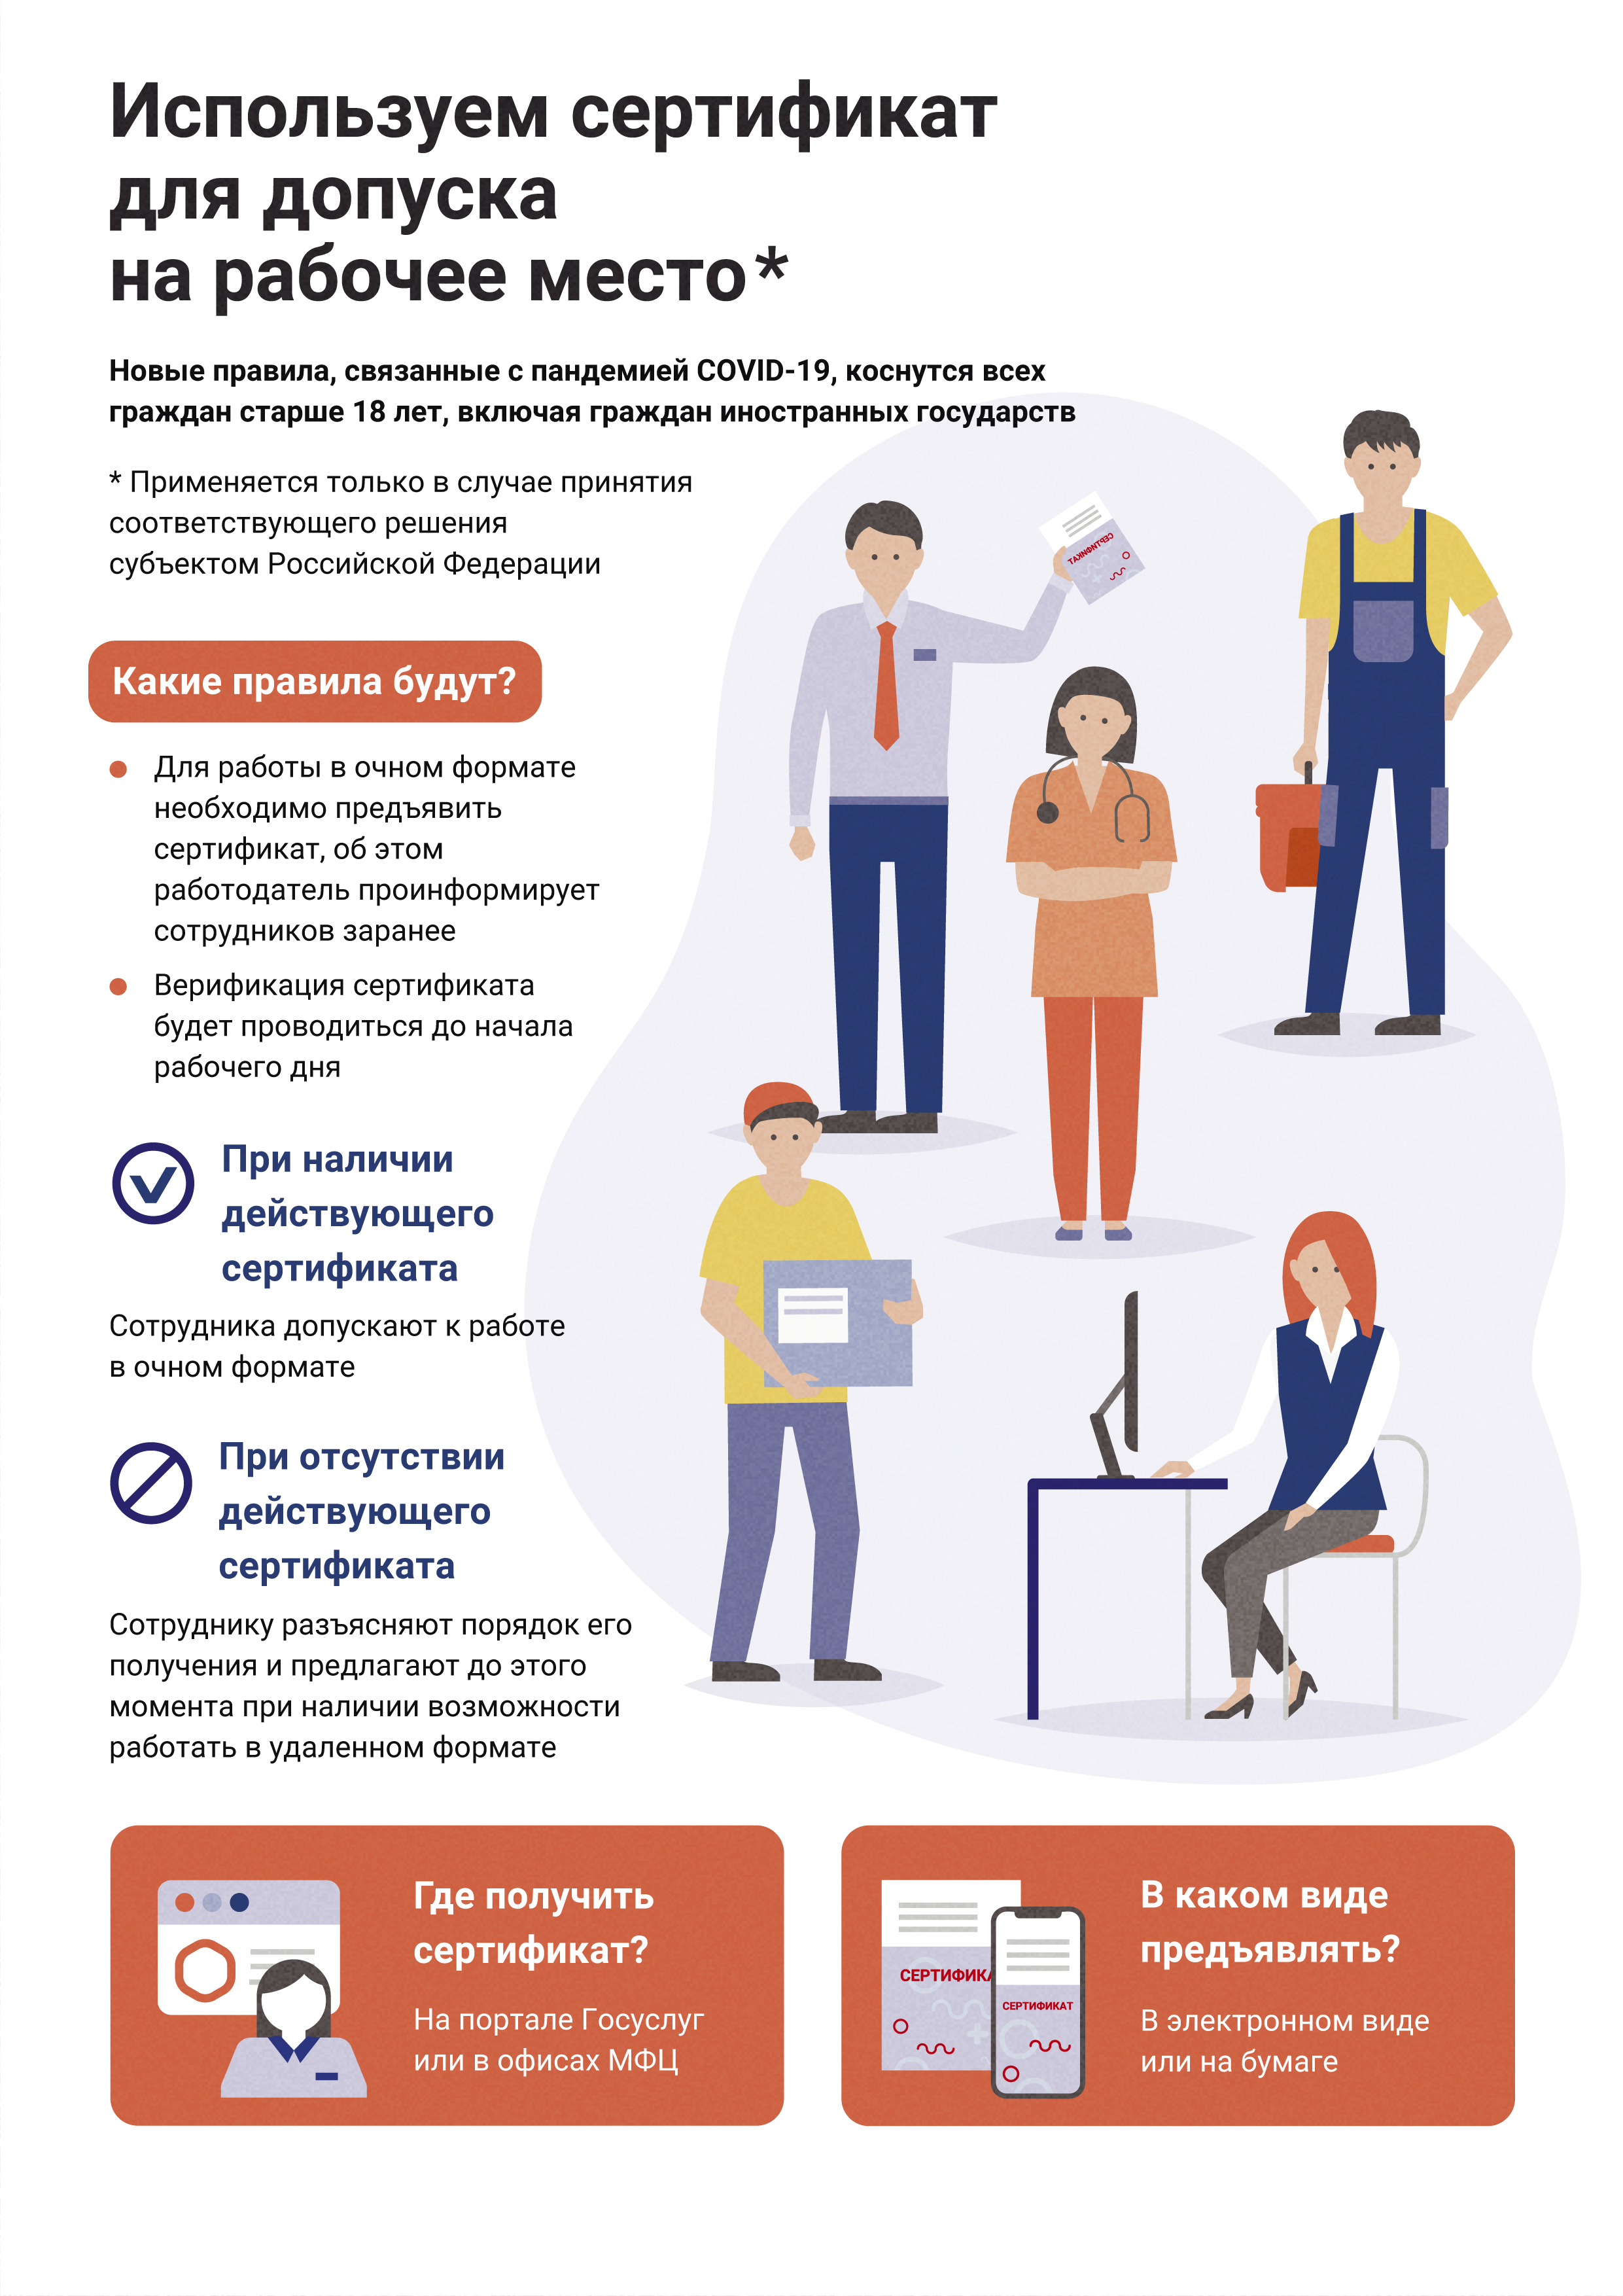 Используем сертификат
для допуска
на рабочее место*
Новые правила, связанные с пандемией COVID-19, коснутся всех
граждан старше 18 лет, включая граждан иностранных государств
* Применяется только в случае принятия
соответствующего решения
субъектом Российской Федерации
СЕРТИФИКАТ
Какие правила будут?
Для работы в очном формате
необходимо предъявить
сертификат, об этом
работодатель проинформирует
сотрудников заранее
Верификация сертификата
будет проводиться до начала
рабочего дня
При наличии
действующего
сертификата
Сотрудника допускают к работе
в очном формате
При отсутствии
действующего
сертификата
Сотруднику разъясняют порядок его
получения и предлагают до этого
момента при наличии возможности
работать в удаленном формате
Где получить
сертификат?
На портале Госуслуг
или в офисах МФЦ
СЕРТИФИКА
СЕРТИФИКАТ
В каком виде
предъявлять?
В электронном виде
или на бумаге